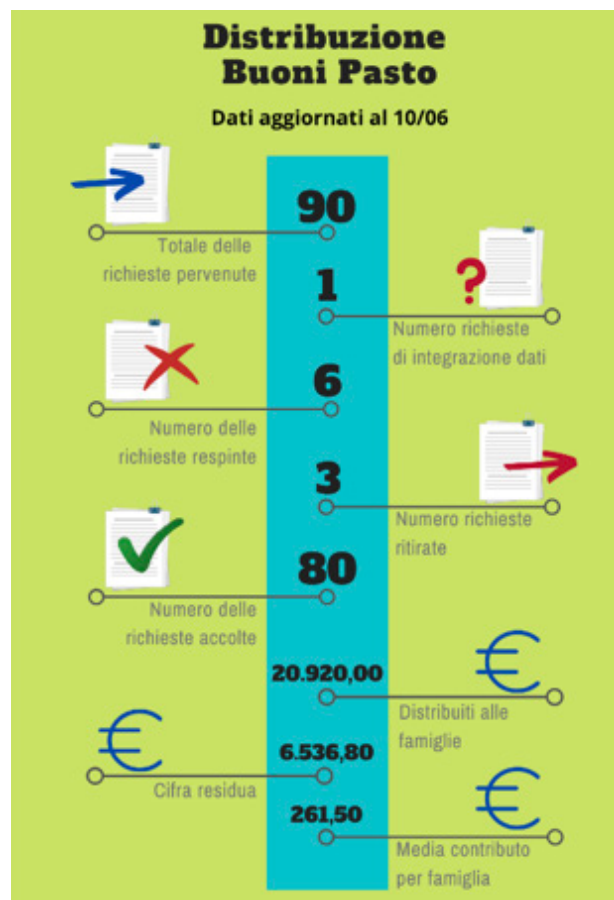 Distribuzione
Buoni Pasto
Dati aggiornati al 10/06
90
Totale delle
richieste pervenute
1
Numero richieste
di integrazione dati
6
Numero delle
richieste respinte
3
Numero richieste
ritirate
80
Numero delle
richieste accolte
20.920,00
Distribuiti alle
famiglie
6.536,80
Cifra residua
261,50
Media contributo
per famiglia